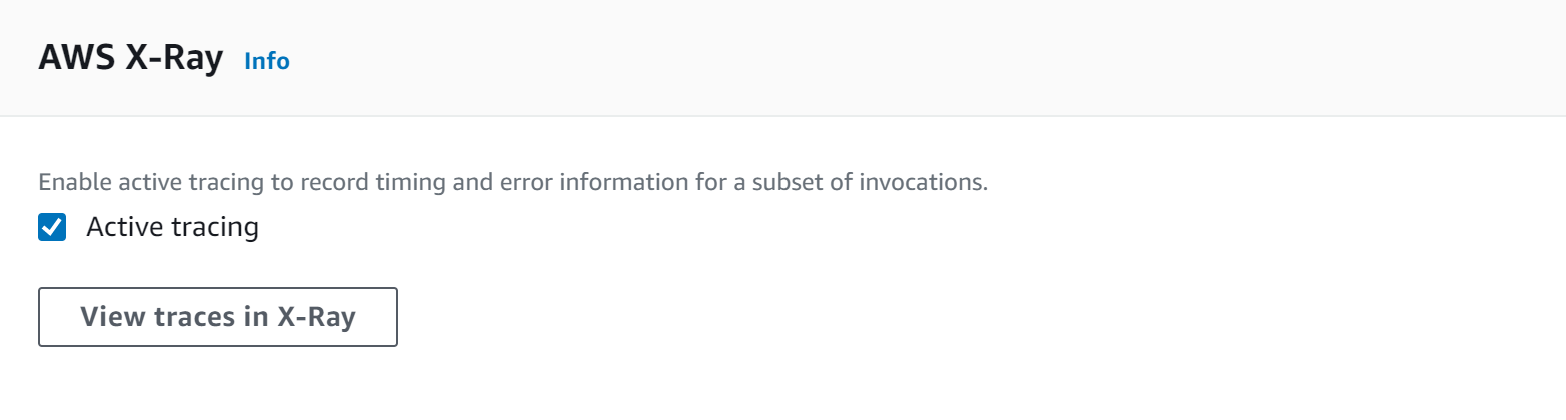 AWS X-Ray Info
Enable active tracing to record timing and error information for a subset of invocations.
Active tracing
View traces in X-Ray